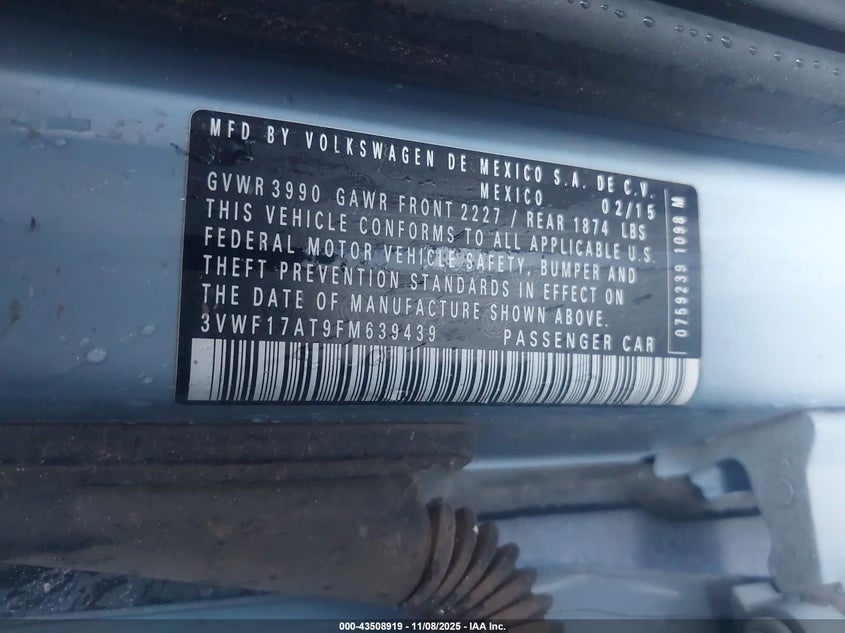 MFD BY VOLKSWAGEN DE MEXICO S.A. DE C.V.
MEXICO 02/15
GVWR 3990 GAWR FRONT 2227 / REAR 1874 LBS
THIS VEHICLE CONFORMS TO ALL APPLICABLE U.S.
FEDERAL MOTOR VEHICLE SAFETY, BUMPER AND
THEFT PREVENTION STANDARDS IN EFFECT ON
THE DATE OF MANUFACTURE SHOWN ABOVE.
3VWF17AT9FM639439 PASSENGER CAR
0759239 1098 M
000-43508919 - 11/08/2025 - IAA Inc.